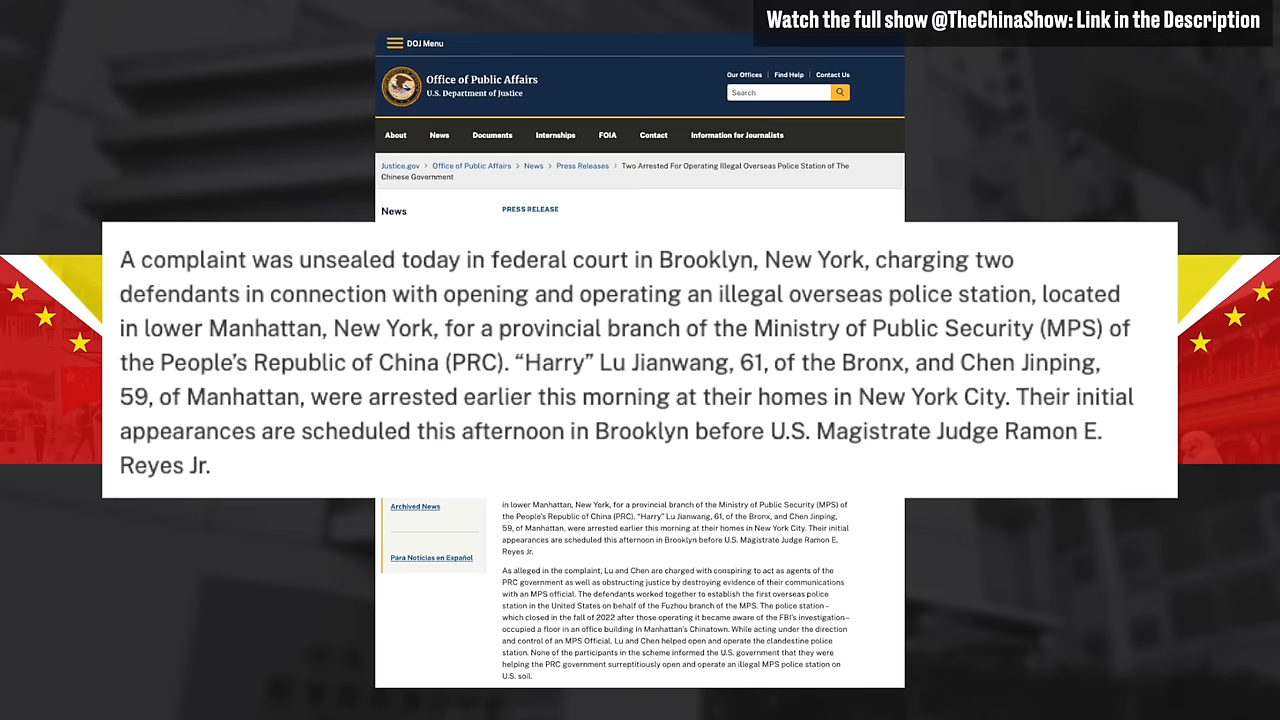 Watch the full show @TheChinaShow: Link in the Description
DOJ Menu
Office of Public Affairs
U.S. Department of Justice
Our Offices | Find Help | Contact Us
Search
About News Documents Internships FOIA Contact Information for Journalists
Justice.gov > Office of Public Affairs > News > Press Releases > Two Arrested For Operating Illegal Overseas Police Station of The
Chinese Government
News
PRESS RELEASE
A complaint was unsealed today in federal court in Brooklyn, New York, charging two
defendants in connection with opening and operating an illegal overseas police station, located
in lower Manhattan, New York, for a provincial branch of the Ministry of Public Security (MPS) of
the People’s Republic of China (PRC). “Harry” Lu Jianwang, 61, of the Bronx, and Chen Jinping,
59, of Manhattan, were arrested earlier this morning at their homes in New York City. Their initial
appearances are scheduled this afternoon in Brooklyn before U.S. Magistrate Judge Ramon E.
Reyes Jr.
Archived News
Para Notícias en Español
in lower Manhattan, New York, for a provincial branch of the Ministry of Public Security (MPS) of
the People’s Republic of China (PRC). “Harry” Lu Jianwang, 61, of the Bronx, and Chen Jinping,
59, of Manhattan, were arrested earlier this morning at their homes in New York City. Their initial
appearances are scheduled this afternoon in Brooklyn before U.S. Magistrate Judge Ramon E.
Reyes Jr.
As alleged in the complaint, Lu and Chen are charged with conspiring to act as agents of the
PRC government as well as obstructing justice by destroying evidence of their communications
with an MPS official. The defendants worked together to establish the first overseas police
station in the United States on behalf of the Fuzhou branch of the MPS. The police station –
which closed in the fall of 2022 after those operating it became aware of the FBI’s investigation –
occupied a floor in an office building in Manhattan’s Chinatown. While acting under the direction
and control of an MPS Official, Lu and Chen helped open and operate the clandestine police
station. None of the participants in the scheme informed the U.S. government that they were
helping the PRC government surreptitiously open and operate an illegal MPS police station on
U.S. soil.